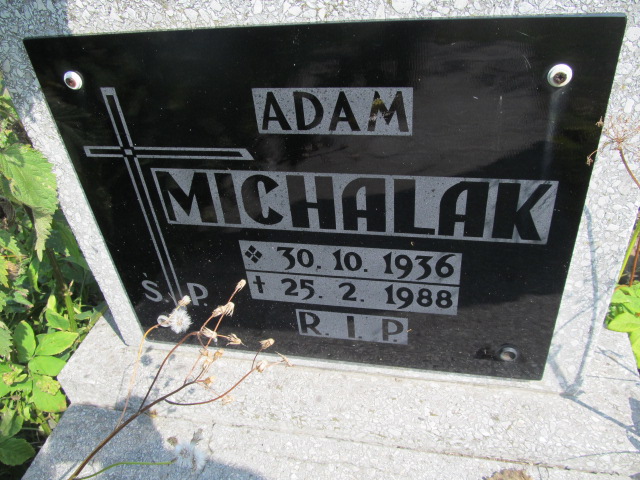 ADAM
MICHALAK
30. 10. 1936
25. 2. 1988
Ś. P.
R. I. P.